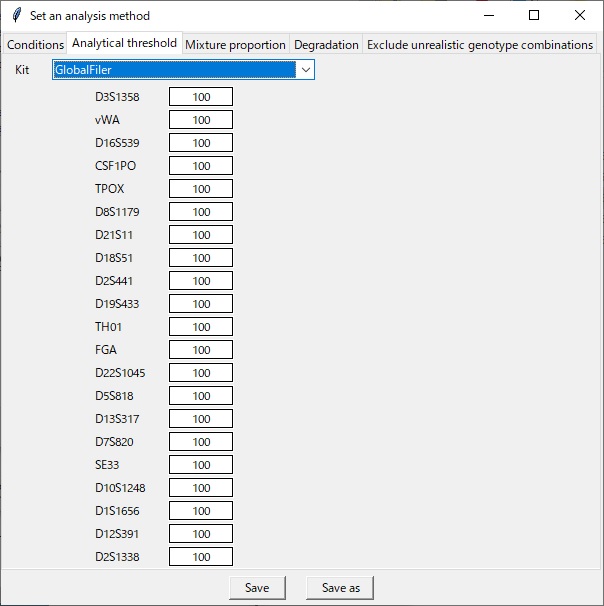 Set an analysis method
Conditions Analytical threshold Mixture proportion Degradation Exclude unrealistic genotype combinations
Kit GlobalFiler
D3S1358 100
vWA 100
D16S539 100
CSF1PO 100
TPOX 100
D8S1179 100
D21S11 100
D18S51 100
D2S441 100
D19S433 100
TH01 100
FGA 100
D22S1045 100
D5S818 100
D13S317 100
D7S820 100
SE33 100
D10S1248 100
D1S1656 100
D12S391 100
D2S1338 100
Save Save as